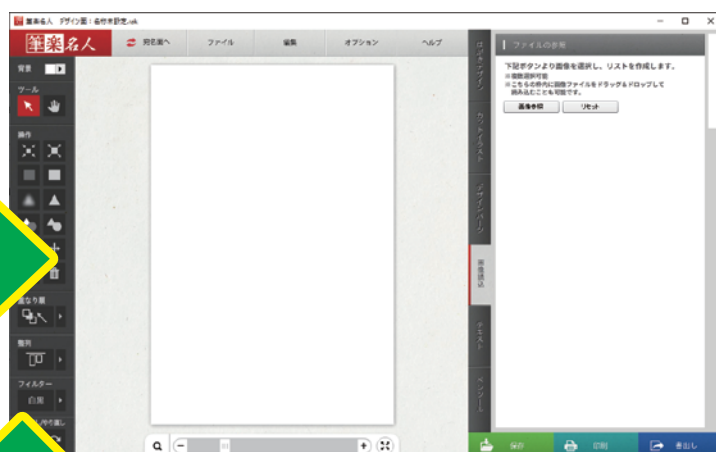 筆楽名人 デザイン面：名称未設定.vpk
筆楽名人
宛名面へ
ファイル
編集
オプション
ヘルプ
背景
ツール
操作
重なり順
整列
フィルター
白黒
はがきデザイン
カットイラスト
デザインパーツ
画像読込
テキスト
ペンツール
ファイルの参照
下記ボタンより画像を選択し、リストを作成します。
※複数選択可能
※こちらの枠内に画像ファイルをドラッグ&ドロップして
読み込むことも可能です。
画像参照
リセット
保存
印刷
書出し